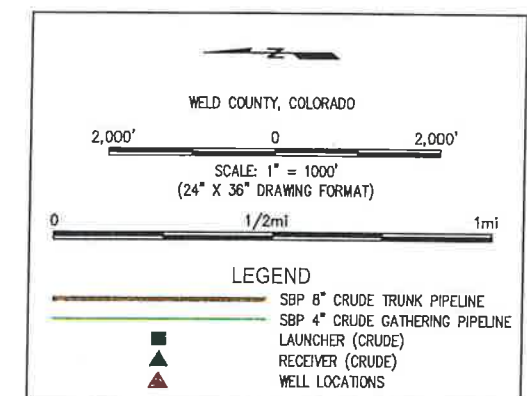 Z
WELD COUNTY, COLORADO
2,000' 0 2,000'
SCALE: 1" = 1000'
(24" X 36" DRAWING FORMAT)
0 1/2mi 1mi
LEGEND
SBP 8" CRUDE TRUNK PIPELINE
SBP 4" CRUDE GATHERING PIPELINE
LAUNCHER (CRUDE)
RECEIVER (CRUDE)
WELL LOCATIONS